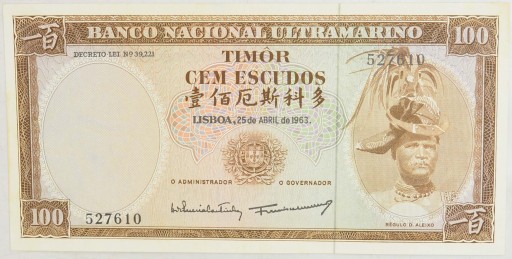 一百 BANCO NACIONAL ULTRAMARINO 100
DECRETO LEI Nº 39.221
TIMÔR
527610
CEM ESCUDOS
壹佰厄斯科多
LISBOA, 25 de ABRIL de 1963.
O ADMINISTRADOR O GOVERNADOR
100 527610
RÉGULO D. ALEIXO
一百